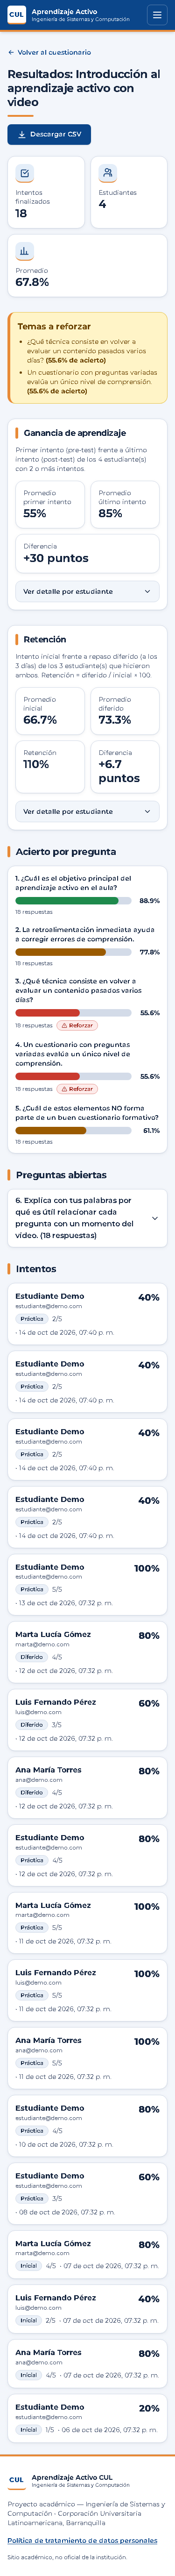 CUL
Aprendizaje Activo
Ingeniería de Sistemas y Computación
← Volver al cuestionario
Resultados: Introducción al
aprendizaje activo con
video
Descargar CSV
Intentos
finalizados
18
Estudiantes
4
Promedio
67.8%
Temas a reforzar
• ¿Qué técnica consiste en volver a
evaluar un contenido pasados varios
días? (55.6% de acierto)
• Un cuestionario con preguntas variadas
evalúa un único nivel de comprensión.
(55.6% de acierto)
Ganancia de aprendizaje
Primer intento (pre-test) frente a último
intento (post-test) de los 4 estudiante(s)
con 2 o más intentos.
Promedio
primer intento
55%
Promedio
último intento
85%
Diferencia
+30 puntos
Ver detalle por estudiante
Retención
Intento inicial frente a repaso diferido (a los
3 días) de los 3 estudiante(s) que hicieron
ambos. Retención = diferido / inicial × 100.
Promedio
inicial
66.7%
Promedio
diferido
73.3%
Retención
110%
Diferencia
+6.7
puntos
Ver detalle por estudiante
Acierto por pregunta
1. ¿Cuál es el objetivo principal del
aprendizaje activo en el aula?
88.9%
18 respuestas
2. La retroalimentación inmediata ayuda
a corregir errores de comprensión.
77.8%
18 respuestas
3. ¿Qué técnica consiste en volver a
evaluar un contenido pasados varios
días?
55.6%
18 respuestas Reforzar
4. Un cuestionario con preguntas
variadas evalúa un único nivel de
comprensión.
55.6%
18 respuestas Reforzar
5. ¿Cuál de estos elementos NO forma
parte de un buen cuestionario formativo?
61.1%
18 respuestas
Preguntas abiertas
6. Explica con tus palabras por
qué es útil relacionar cada
pregunta con un momento del
video. (18 respuestas)
Intentos
Estudiante Demo 40%
estudiante@demo.com
Práctica 2/5
· 14 de oct de 2026, 07:40 p. m.
Estudiante Demo 40%
estudiante@demo.com
Práctica 2/5
· 14 de oct de 2026, 07:40 p. m.
Estudiante Demo 40%
estudiante@demo.com
Práctica 2/5
· 14 de oct de 2026, 07:40 p. m.
Estudiante Demo 40%
estudiante@demo.com
Práctica 2/5
· 14 de oct de 2026, 07:40 p. m.
Estudiante Demo 100%
estudiante@demo.com
Práctica 5/5
· 13 de oct de 2026, 07:32 p. m.
Marta Lucía Gómez 80%
marta@demo.com
Diferido 4/5
· 12 de oct de 2026, 07:32 p. m.
Luis Fernando Pérez 60%
luis@demo.com
Diferido 3/5
· 12 de oct de 2026, 07:32 p. m.
Ana María Torres 80%
ana@demo.com
Diferido 4/5
· 12 de oct de 2026, 07:32 p. m.
Estudiante Demo 80%
estudiante@demo.com
Práctica 4/5
· 12 de oct de 2026, 07:32 p. m.
Marta Lucía Gómez 100%
marta@demo.com
Práctica 5/5
· 11 de oct de 2026, 07:32 p. m.
Luis Fernando Pérez 100%
luis@demo.com
Práctica 5/5
· 11 de oct de 2026, 07:32 p. m.
Ana María Torres 100%
ana@demo.com
Práctica 5/5
· 11 de oct de 2026, 07:32 p. m.
Estudiante Demo 80%
estudiante@demo.com
Práctica 4/5
· 10 de oct de 2026, 07:32 p. m.
Estudiante Demo 60%
estudiante@demo.com
Práctica 3/5
· 08 de oct de 2026, 07:32 p. m.
Marta Lucía Gómez 80%
marta@demo.com
Inicial 4/5 · 07 de oct de 2026, 07:32 p. m.
Luis Fernando Pérez 40%
luis@demo.com
Inicial 2/5 · 07 de oct de 2026, 07:32 p. m.
Ana María Torres 80%
ana@demo.com
Inicial 4/5 · 07 de oct de 2026, 07:32 p. m.
Estudiante Demo 20%
estudiante@demo.com
Inicial 1/5 · 06 de oct de 2026, 07:32 p. m.
CUL
Aprendizaje Activo CUL
Ingeniería de Sistemas y Computación
Proyecto académico — Ingeniería de Sistemas y
Computación · Corporación Universitaria
Latinoamericana, Barranquilla
Política de tratamiento de datos personales
Sitio académico, no oficial de la institución.